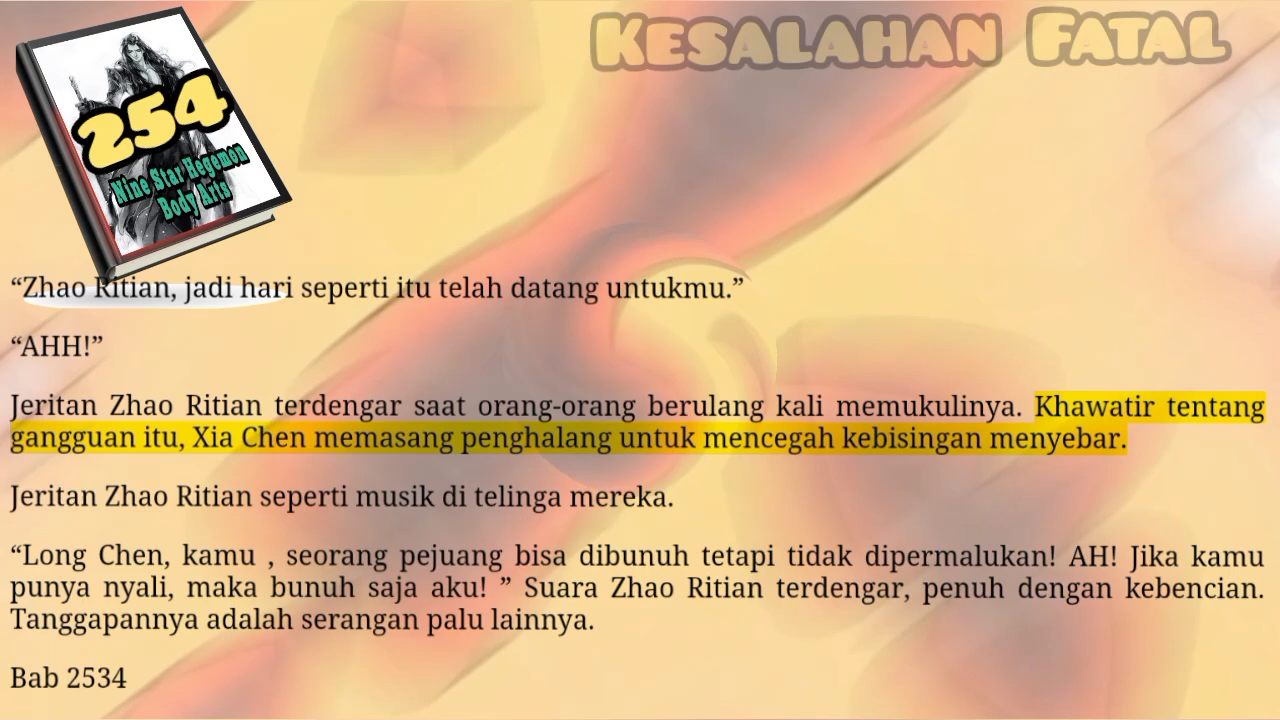 Kesalahan Fatal
254
Nine Star Hegemon
Body Arts
“Zhao Ritian, jadi hari seperti itu telah datang untukmu.”
“AHH!”
Jeritan Zhao Ritian terdengar saat orang-orang berulang kali memukulinya. Khawatir tentang
gangguan itu, Xia Chen memasang penghalang untuk mencegah kebisingan menyebar.
Jeritan Zhao Ritian seperti musik di telinga mereka.
“Long Chen, kamu , seorang pejuang bisa dibunuh tetapi tidak dipermalukan! AH! Jika kamu
punya nyali, maka bunuh saja aku! ” Suara Zhao Ritian terdengar, penuh dengan kebencian.
Tanggapannya adalah serangan palu lainnya.
Bab 2534